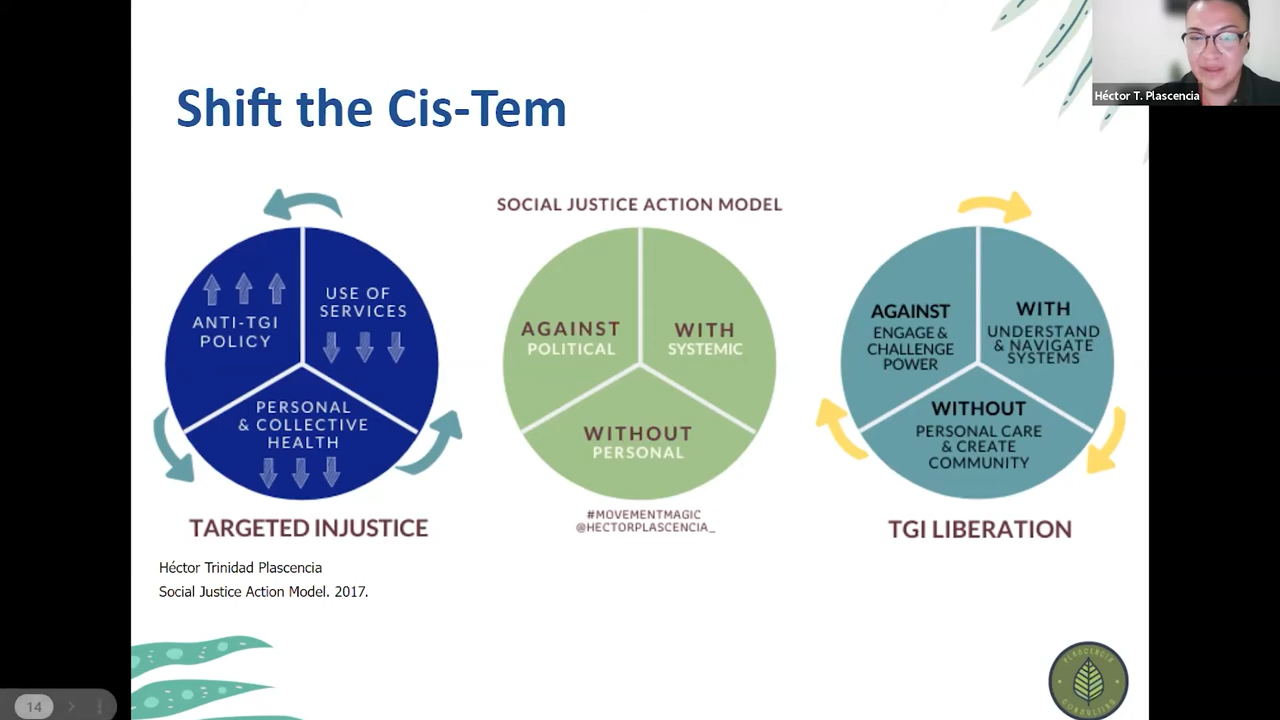 Héctor T. Plascencia
Shift the Cis-Tem
ANTI-TGI
POLICY
USE OF
SERVICES
PERSONAL
& COLLECTIVE
HEALTH
TARGETED INJUSTICE
SOCIAL JUSTICE ACTION MODEL
AGAINST
POLITICAL
WITH
SYSTEMIC
WITHOUT
PERSONAL
#MOVEMENTMAGIC
@HECTORPLASCENCIA_
AGAINST
ENGAGE &
CHALLENGE
POWER
WITH
UNDERSTAND
& NAVIGATE
SYSTEMS
WITHOUT
PERSONAL CARE
& CREATE
COMMUNITY
TGI LIBERATION
Héctor Trinidad Plascencia
Social Justice Action Model. 2017.
PLASCENCIA
CONSULTING
14